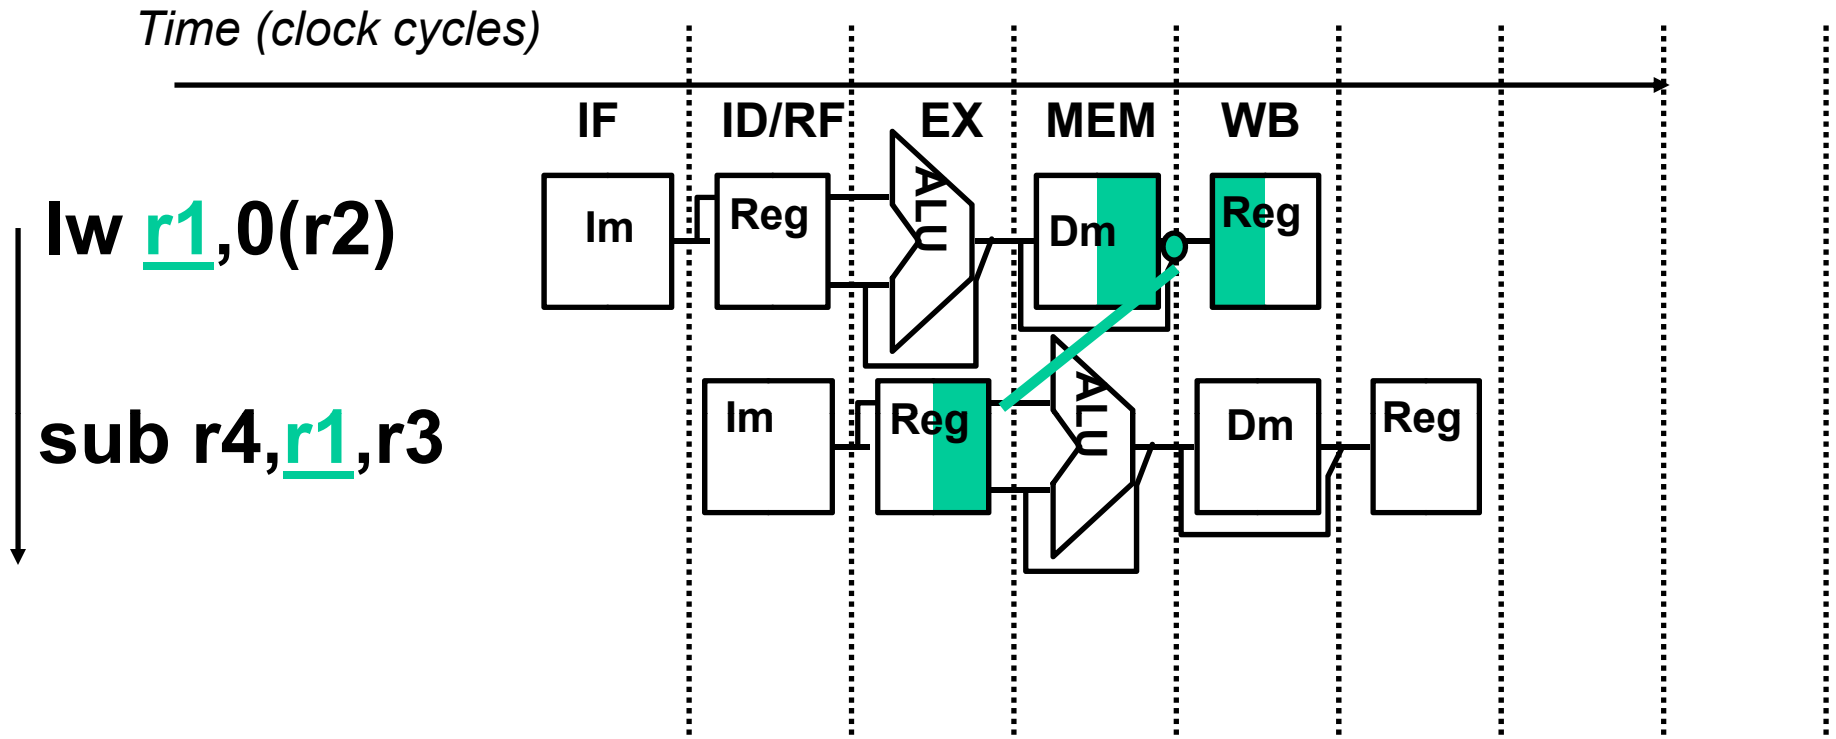 Time (clock cycles)
IF ID/RF EX MEM WB
lw r1,0(r2)
Im Reg ALU Dm Reg
sub r4,r1,r3
Im Reg ALU Dm Reg